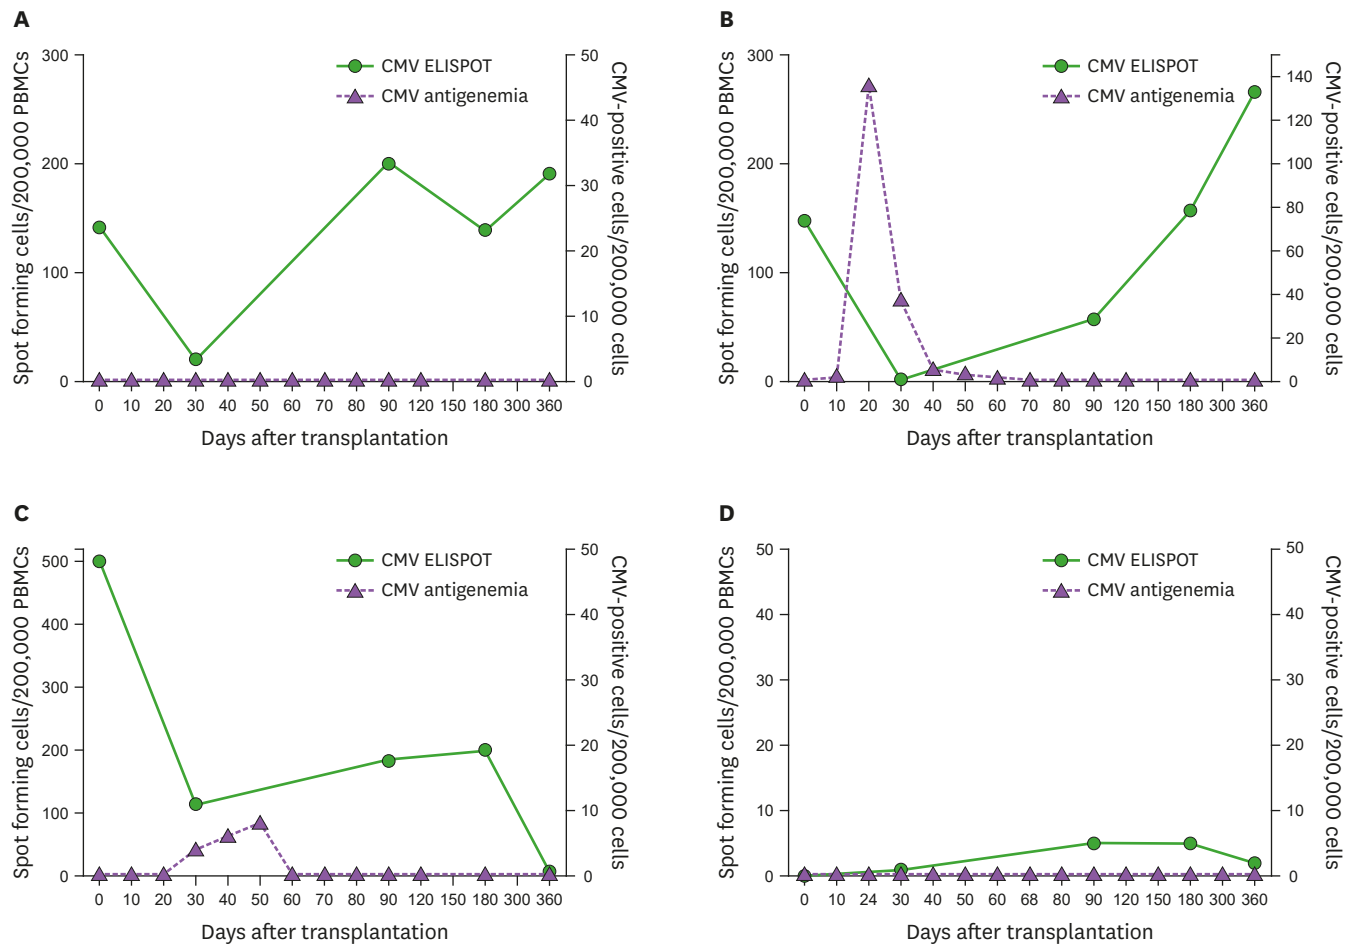 A
Spot forming cells/200,000 PBMCs
300
200
100
0
CMV ELISPOT
CMV antigenemia
50
40
30
20
10
0
CMV-positive cells/200,000 cells
0 10 20 30 40 50 60 70 80 90 120 150 180 300 360
Days after transplantation
B
Spot forming cells/200,000 PBMCs
300
200
100
0
CMV ELISPOT
CMV antigenemia
140
120
100
80
60
40
20
0
CMV-positive cells/200,000 cells
0 10 20 30 40 50 60 70 80 90 120 150 180 300 360
Days after transplantation
C
Spot forming cells/200,000 PBMCs
500
400
300
200
100
0
CMV ELISPOT
CMV antigenemia
50
40
30
20
10
0
CMV-positive cells/200,000 cells
0 10 20 30 40 50 60 70 80 90 120 150 180 300 360
Days after transplantation
D
Spot forming cells/200,000 PBMCs
50
40
30
20
10
0
CMV ELISPOT
CMV antigenemia
50
40
30
20
10
0
CMV-positive cells/200,000 cells
0 10 24 30 40 50 60 68 80 90 120 150 180 300 360
Days after transplantation